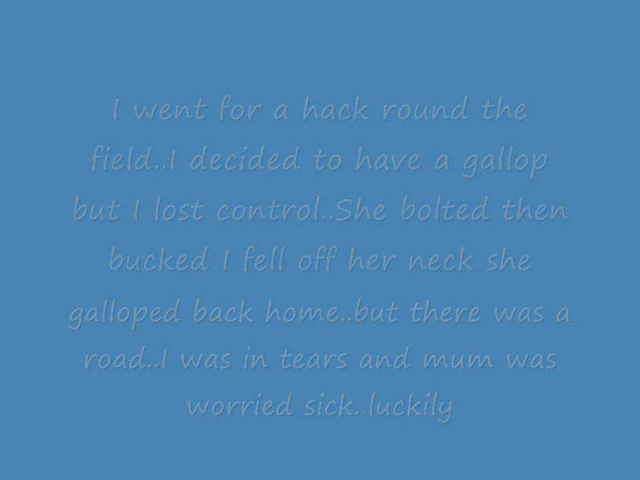 I went for a hack round the
field..I decided to have a gallop
but I lost control..She bolted then
bucked I fell off her neck she
galloped back home..but there was a
road..I was in tears and mum was
worried sick..luckily